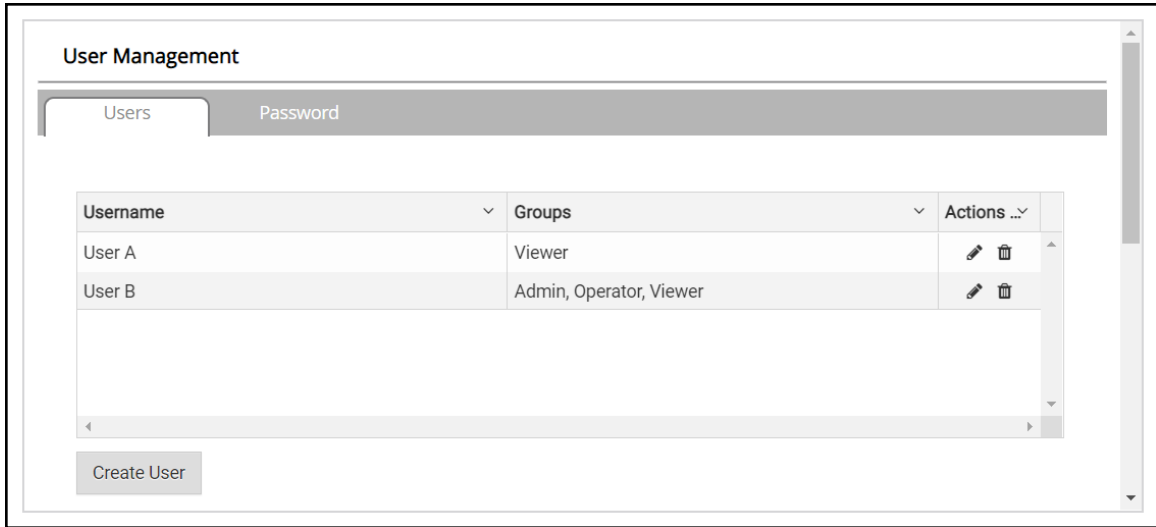 User Management
Users Password
Username Groups Actions ...
User A Viewer
User B Admin, Operator, Viewer
Create User